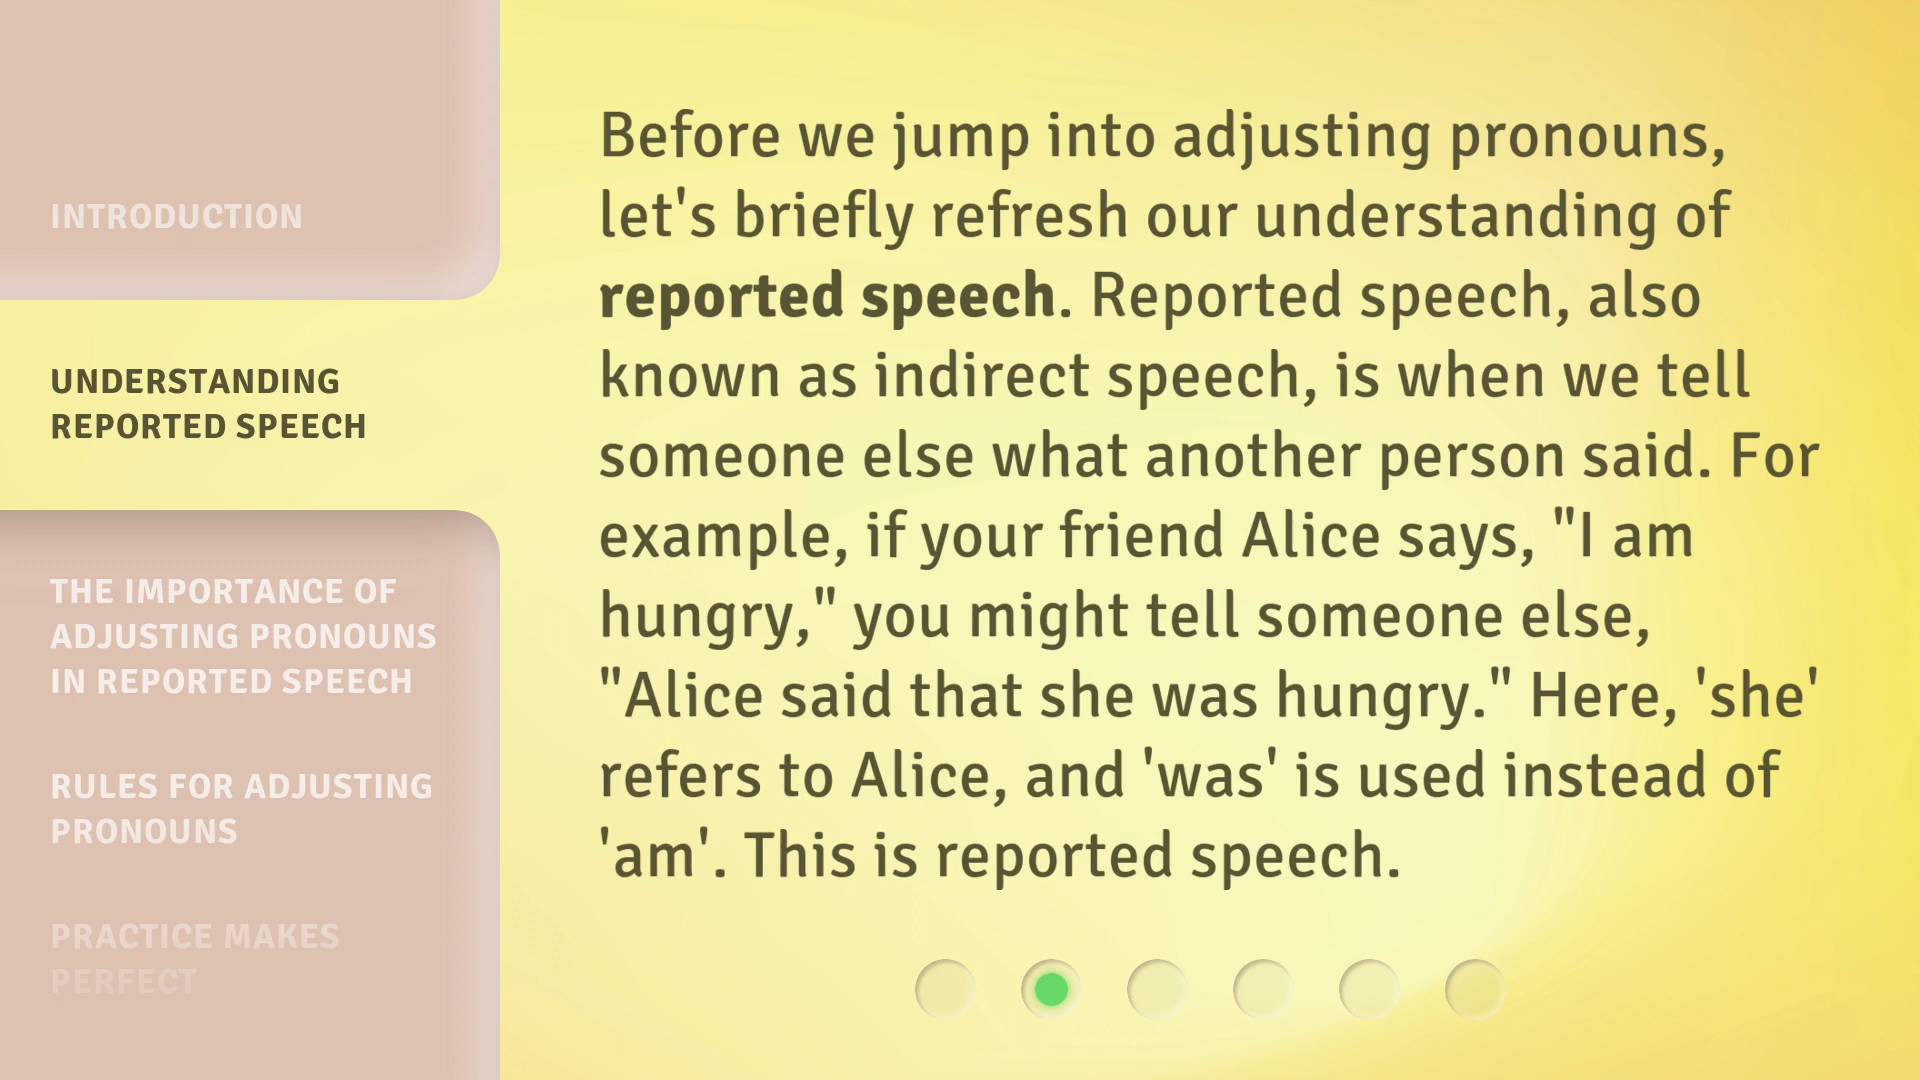 INTRODUCTION
UNDERSTANDING
REPORTED SPEECH
THE IMPORTANCE OF
ADJUSTING PRONOUNS
IN REPORTED SPEECH
RULES FOR ADJUSTING
PRONOUNS
PRACTICE MAKES
PERFECT
Before we jump into adjusting pronouns,
let's briefly refresh our understanding of
reported speech. Reported speech, also
known as indirect speech, is when we tell
someone else what another person said. For
example, if your friend Alice says, "I am
hungry," you might tell someone else,
"Alice said that she was hungry." Here, 'she'
refers to Alice, and 'was' is used instead of
'am'. This is reported speech.